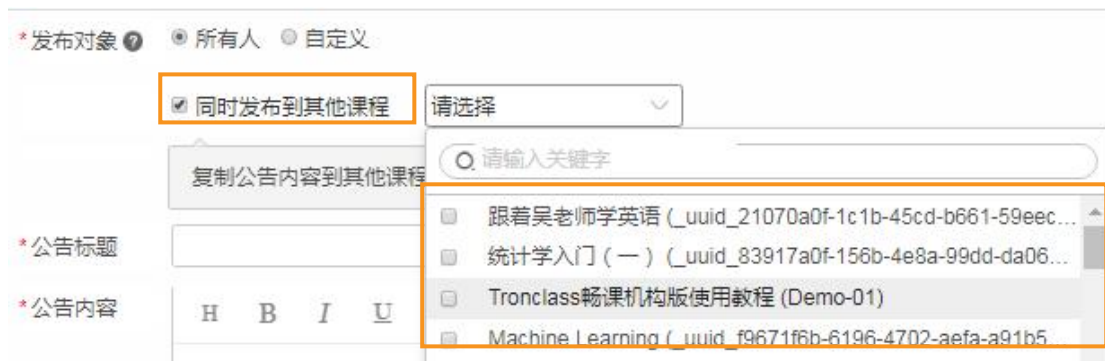 *发布对象 ? 所有人 自定义
同时发布到其他课程 请选择
请输入关键字
复制公告内容到其他课程
跟着吴老师学英语 (_uuid_21070a0f-1c1b-45cd-b661-59eec...
*公告标题
统计学入门 ( 一 ) (_uuid_83917a0f-156b-4e8a-99dd-da06...
Tronclass畅课机构版使用教程 (Demo-01)
*公告内容 H B I U
Machine Learning (_uuid_f9671f6b-6196-4702-aefa-a91b5...